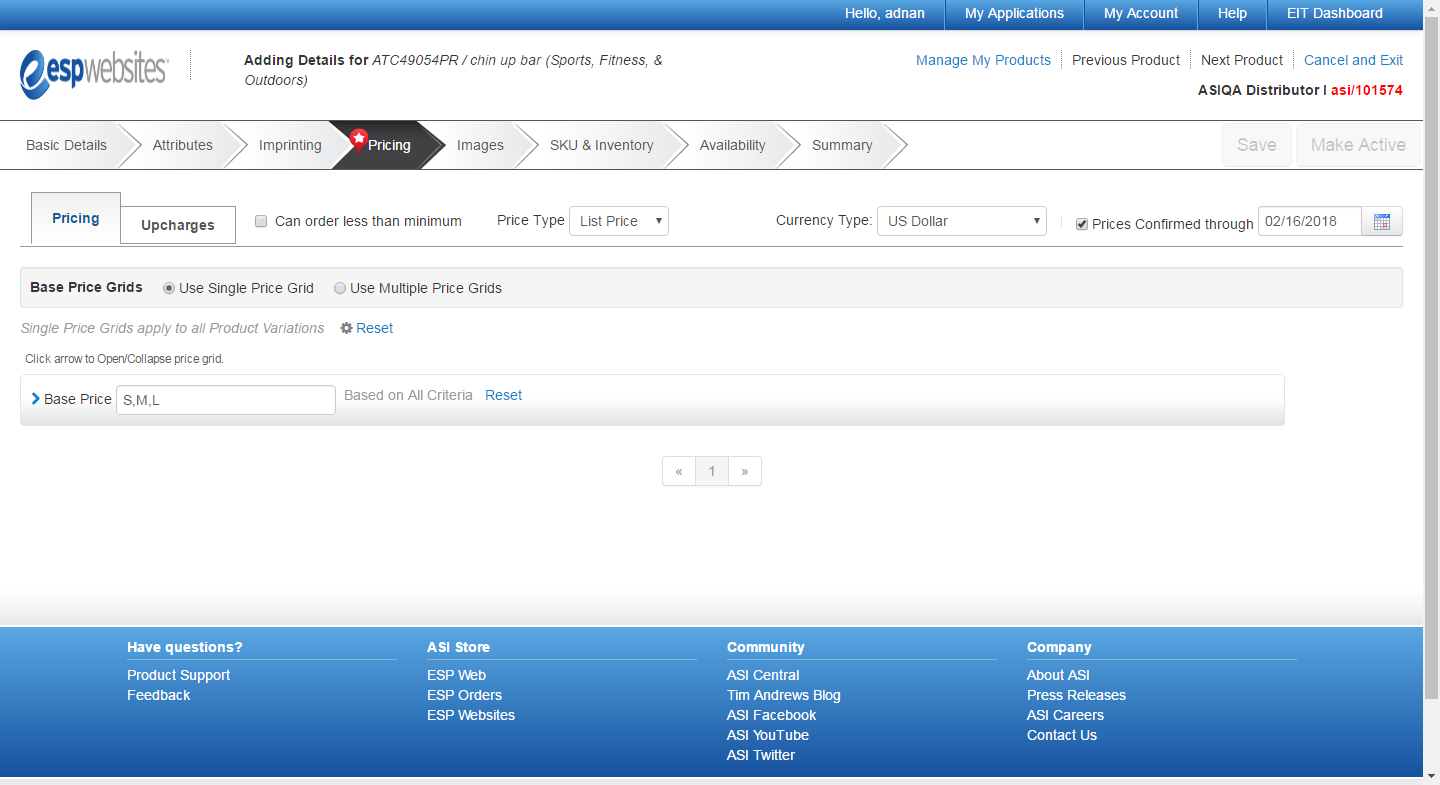 Hello, adnan My Applications My Account Help EIT Dashboard
espwebsites
Adding Details for ATC49054PR / chin up bar (Sports, Fitness, &
Outdoors)
Manage My Products Previous Product Next Product Cancel and Exit
ASIQA Distributor I asi/101574
Basic Details Attributes Imprinting Pricing Images SKU & Inventory Availability Summary Save Make Active
Pricing Upcharges Can order less than minimum Price Type List Price Currency Type: US Dollar Prices Confirmed through 02/16/2018
Base Price Grids Use Single Price Grid Use Multiple Price Grids
Single Price Grids apply to all Product Variations Reset
Click arrow to Open/Collapse price grid.
Base Price S,M,L Based on All Criteria Reset
« 1 »
Have questions? ASI Store Community Company
Product Support ESP Web ASI Central About ASI
Feedback ESP Orders Tim Andrews Blog Press Releases
ESP Websites ASI Facebook ASI Careers
ASI YouTube Contact Us
ASI Twitter